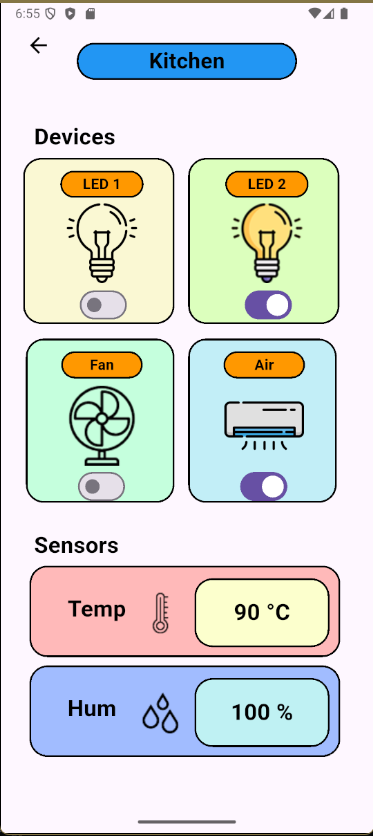 6:55
Kitchen
Devices
LED 1
LED 2
Fan
Air
Sensors
Temp
90 °C
Hum
100 %